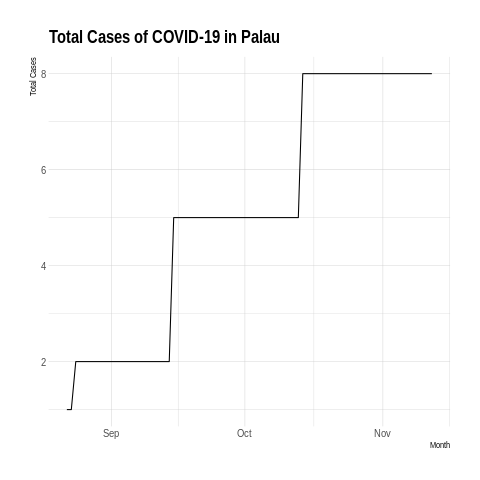 Total Cases of COVID-19 in Palau
Total Cases
8
6
4
2
Sep Oct Nov
Month